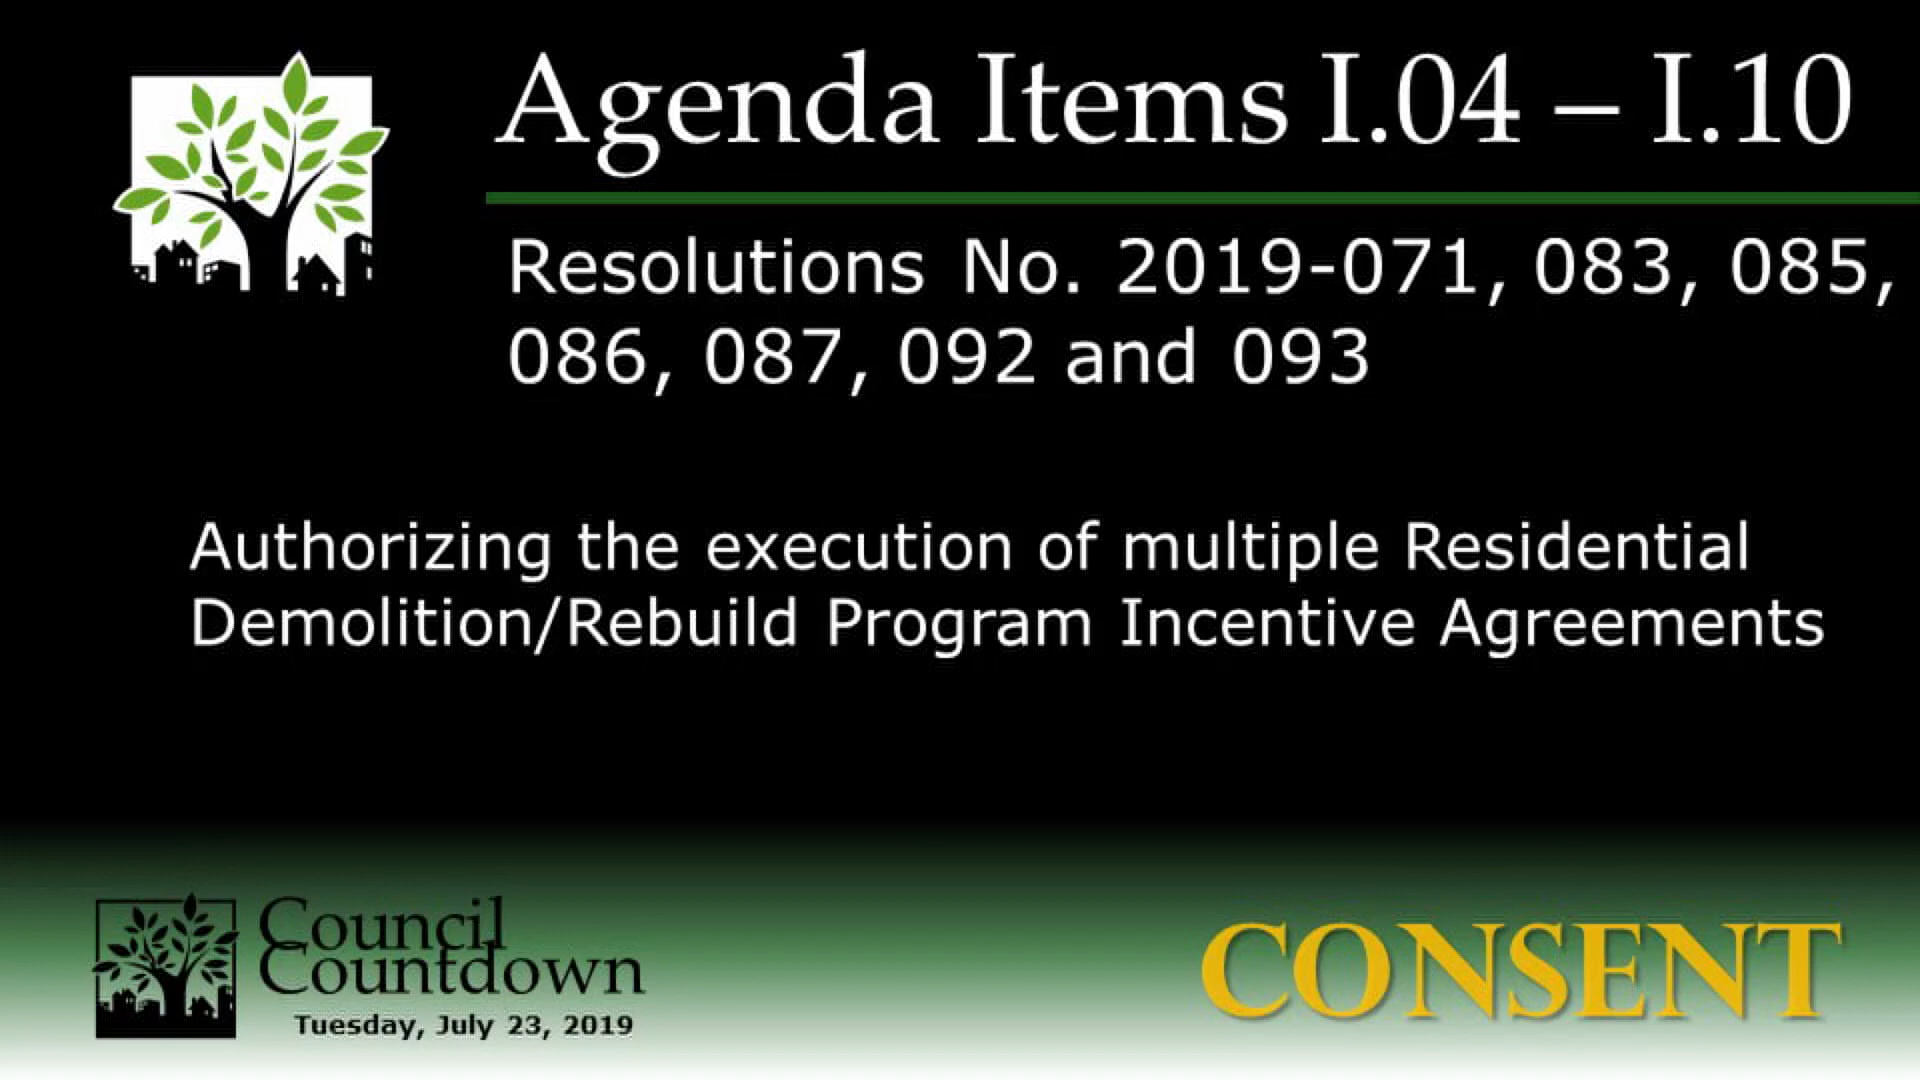 Agenda Items I.04 – I.10
Resolutions No. 2019-071, 083, 085,
086, 087, 092 and 093
Authorizing the execution of multiple Residential
Demolition/Rebuild Program Incentive Agreements
Council
Countdown
Tuesday, July 23, 2019
CONSENT